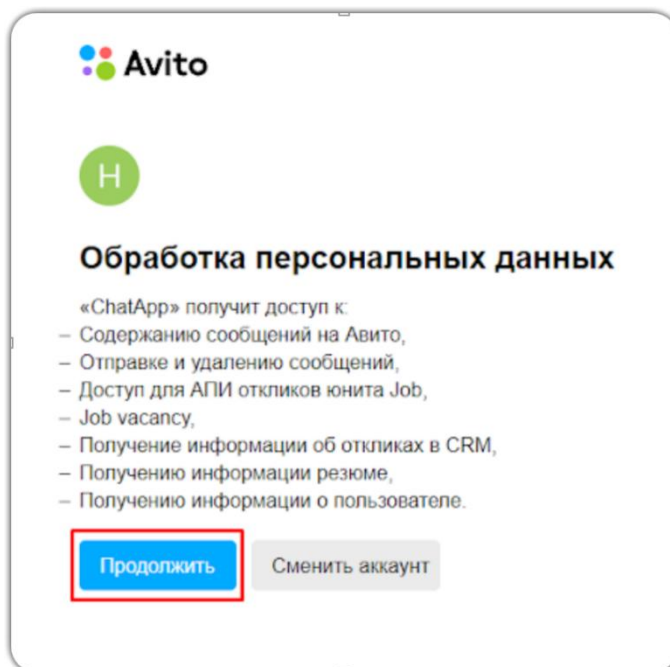 Avito
Н
Обработка персональных данных
«ChatApp» получит доступ к:
– Содержанию сообщений на Авито,
– Отправке и удалению сообщений,
– Доступ для АПИ откликов юнита Job,
– Job vacancy,
– Получение информации об откликах в CRM,
– Получению информации резюме,
– Получению информации о пользователе.
Продолжить Сменить аккаунт